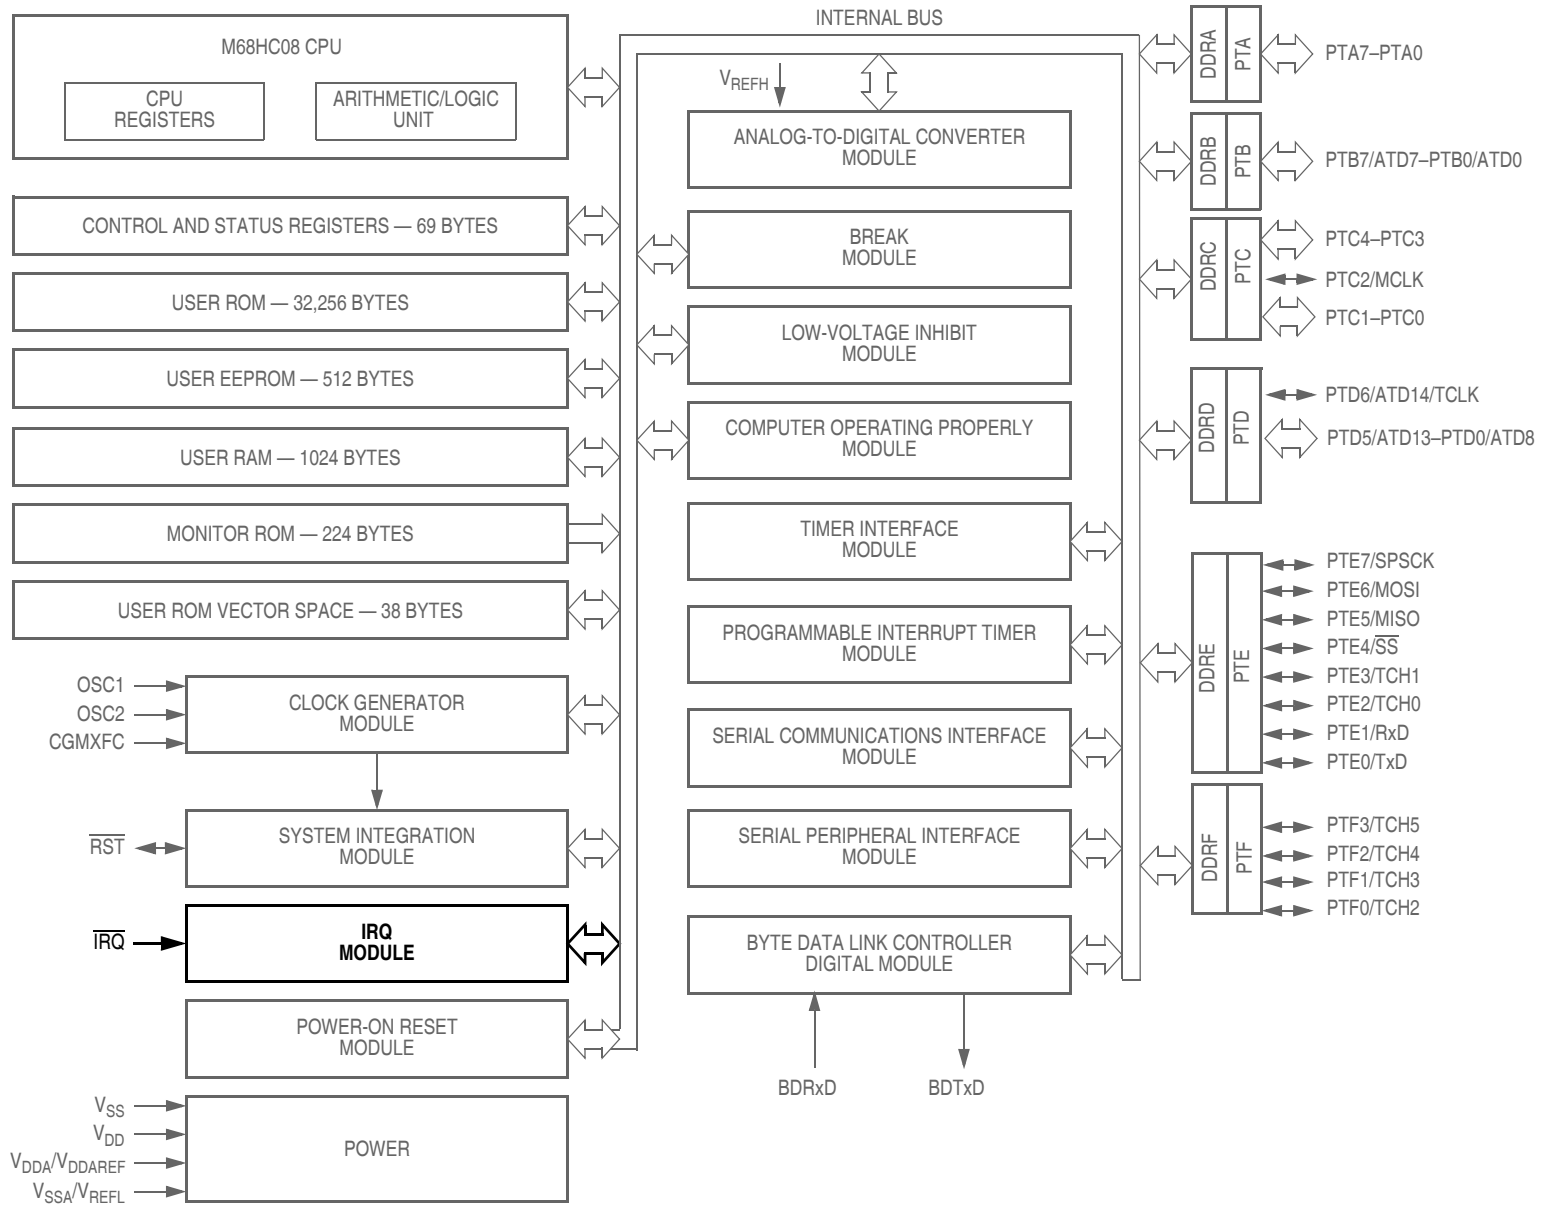 INTERNAL BUS
M68HC08 CPU
CPU
REGISTERS
ARITHMETIC/LOGIC
UNIT
CONTROL AND STATUS REGISTERS — 69 BYTES
USER ROM — 32,256 BYTES
USER EEPROM — 512 BYTES
USER RAM — 1024 BYTES
MONITOR ROM — 224 BYTES
USER ROM VECTOR SPACE — 38 BYTES
OSC1
OSC2
CGMXFC
CLOCK GENERATOR
MODULE
RST
SYSTEM INTEGRATION
MODULE
IRQ
IRQ
MODULE
POWER-ON RESET
MODULE
VSS
VDD
VDDA/VDDAREF
VSSA/VREFL
POWER
VREFH
ANALOG-TO-DIGITAL CONVERTER
MODULE
BREAK
MODULE
LOW-VOLTAGE INHIBIT
MODULE
COMPUTER OPERATING PROPERLY
MODULE
TIMER INTERFACE
MODULE
PROGRAMMABLE INTERRUPT TIMER
MODULE
SERIAL COMMUNICATIONS INTERFACE
MODULE
SERIAL PERIPHERAL INTERFACE
MODULE
BYTE DATA LINK CONTROLLER
DIGITAL MODULE
BDRxD
BDTxD
DDRA
PTA
PTA7–PTA0
DDRB
PTB
PTB7/ATD7–PTB0/ATD0
DDRC
PTC
PTC4–PTC3
PTC2/MCLK
PTC1–PTC0
DDRD
PTD
PTD6/ATD14/TCLK
PTD5/ATD13–PTD0/ATD8
DDRE
PTE
PTE7/SPSCK
PTE6/MOSI
PTE5/MISO
PTE4/SS
PTE3/TCH1
PTE2/TCH0
PTE1/RxD
PTE0/TxD
DDRF
PTF
PTF3/TCH5
PTF2/TCH4
PTF1/TCH3
PTF0/TCH2